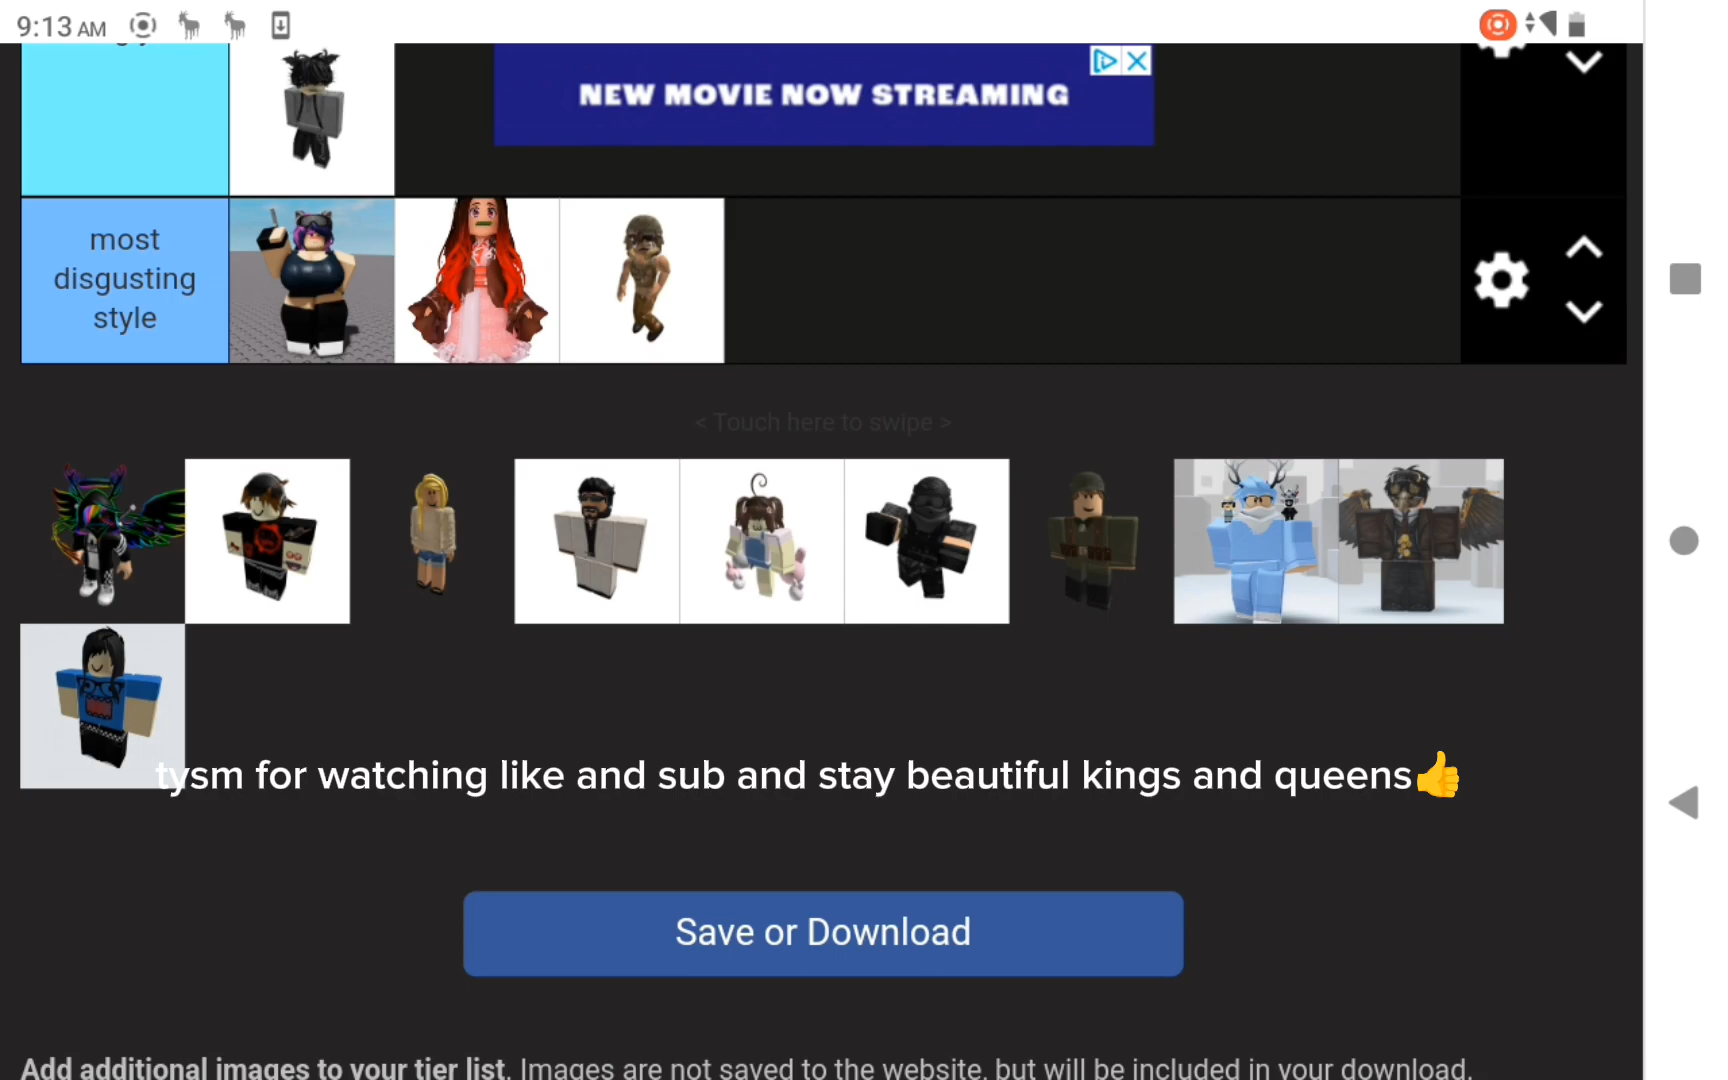 9:13 AM
NEW MOVIE NOW STREAMING
most
disgusting
style
< Touch here to swipe >
tysm for watching like and sub and stay beautiful kings and queens👍
Save or Download
Add additional images to your tier list. Images are not saved to the website, but will be included in your download.